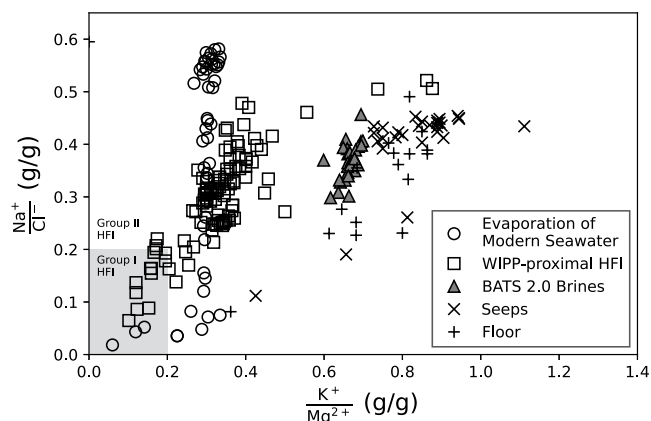 0.6
0.5
0.4
0.3
0.2
0.1
0.0
Na⁺
Cl⁻ (g/g)
Group II
HFI
Group I
HFI
Evaporation of
Modern Seawater
WIPP-proximal HFI
BATS 2.0 Brines
Seeps
Floor
0.0 0.2 0.4 0.6 0.8 1.0 1.2 1.4
K⁺
Mg²⁺ (g/g)